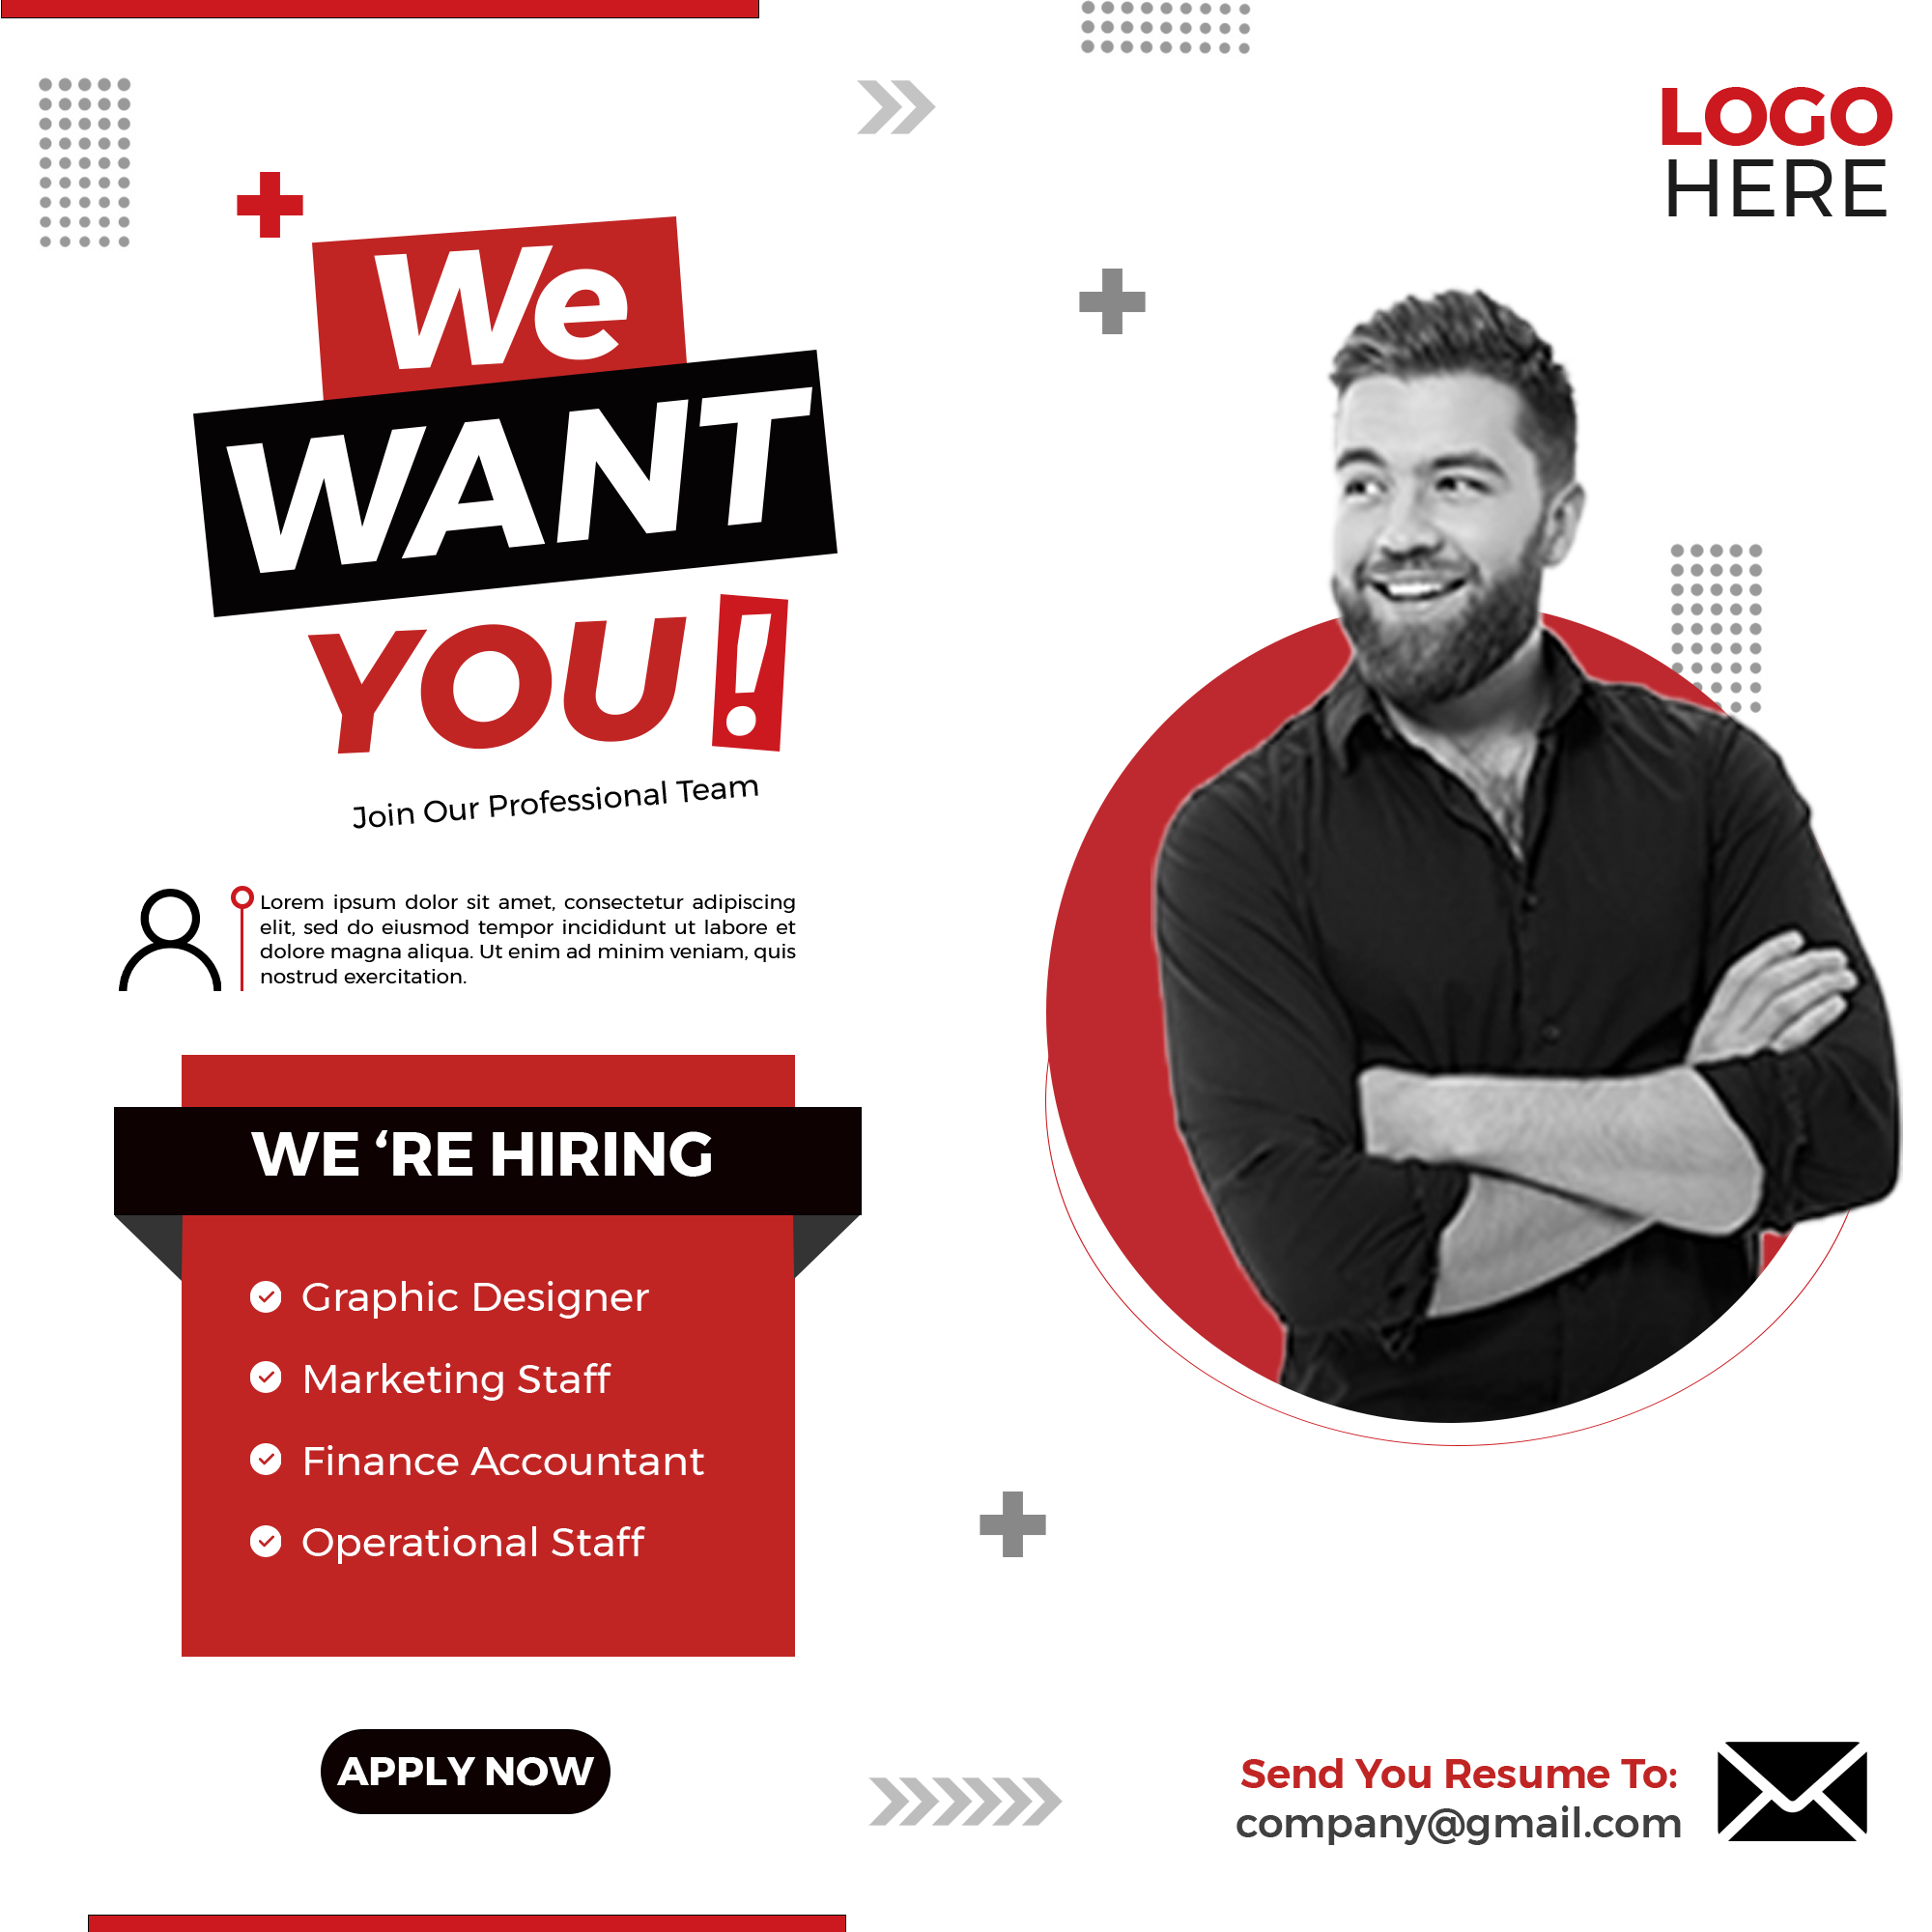 LOGO
HERE
We
WANT
YOU!
Join Our Professional Team
Lorem ipsum dolor sit amet, consectetur adipiscing
elit, sed do eiusmod tempor incididunt ut labore et
dolore magna aliqua. Ut enim ad minim veniam, quis
nostrud exercitation.
WE ‘RE HIRING
Graphic Designer
Marketing Staff
Finance Accountant
Operational Staff
APPLY NOW
Send You Resume To:
company@gmail.com